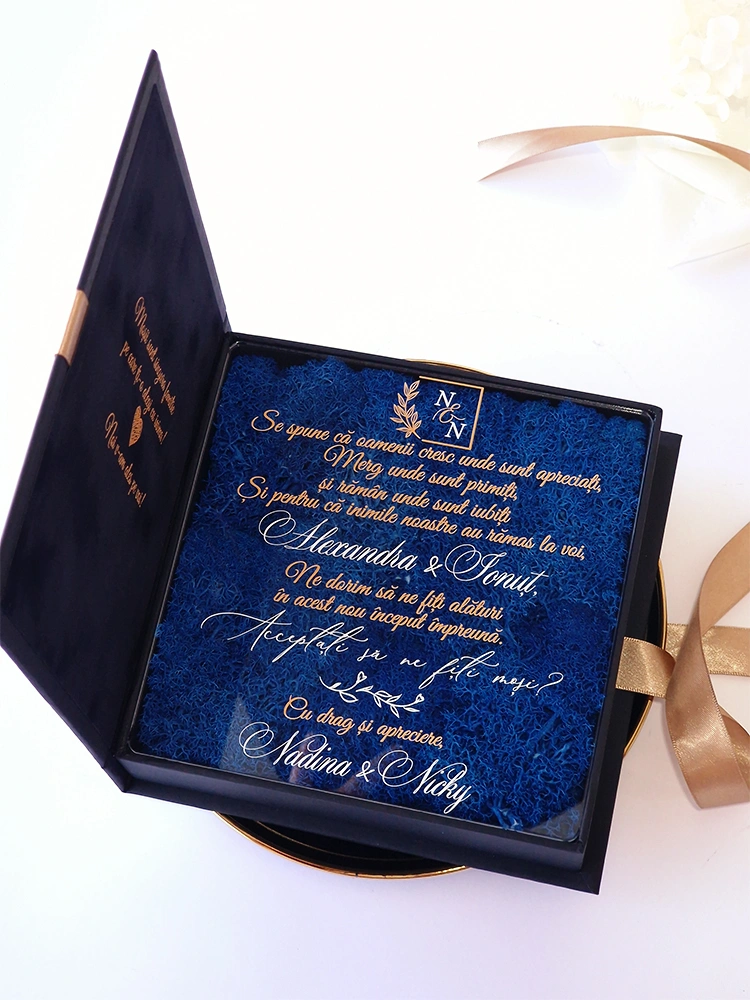 N
&
N
Se spune că oamenii cresc unde sunt apreciați,
Merg unde sunt primiți,
și rămân unde sunt iubiți
Și pentru că inimile noastre au rămas la voi,
Alexandra & Ionuț,
Ne dorim să ne fiți alături
în acest nou început împreună.
Acceptați să ne fiți moși?
Cu drag și apreciere,
Nadina & Nicky